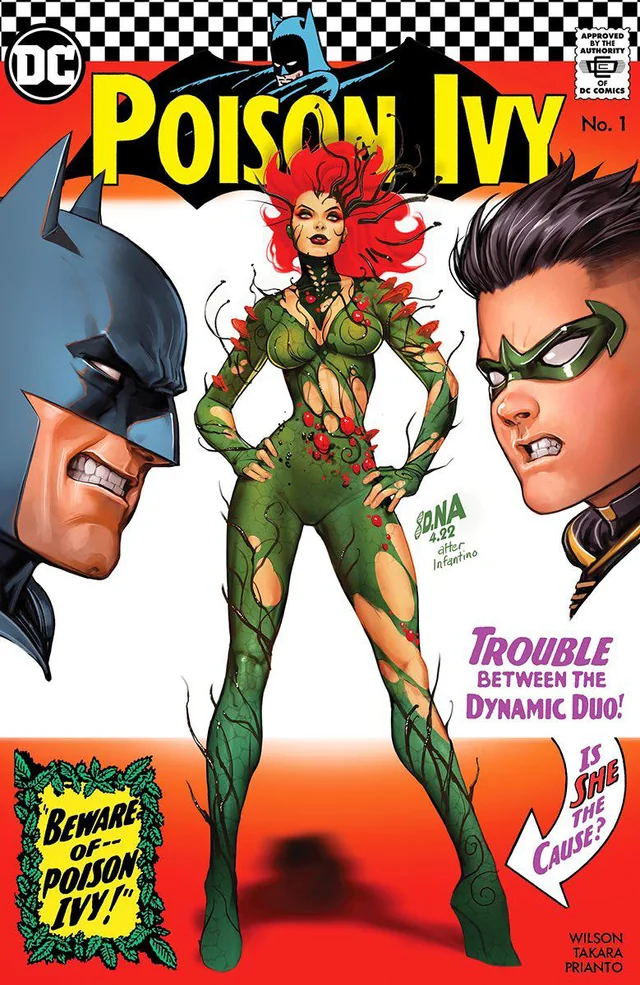 DC
APPROVED
BY THE
AUTHORITY
OF
DC COMICS
POISON IVY
No. 1
DNA
4.22
after
Infantino
TROUBLE
BETWEEN THE
DYNAMIC DUO!
IS
SHE
THE
CAUSE?
"BEWARE
OF--
POISON
IVY!"
WILSON
TAKARA
PRIANTO